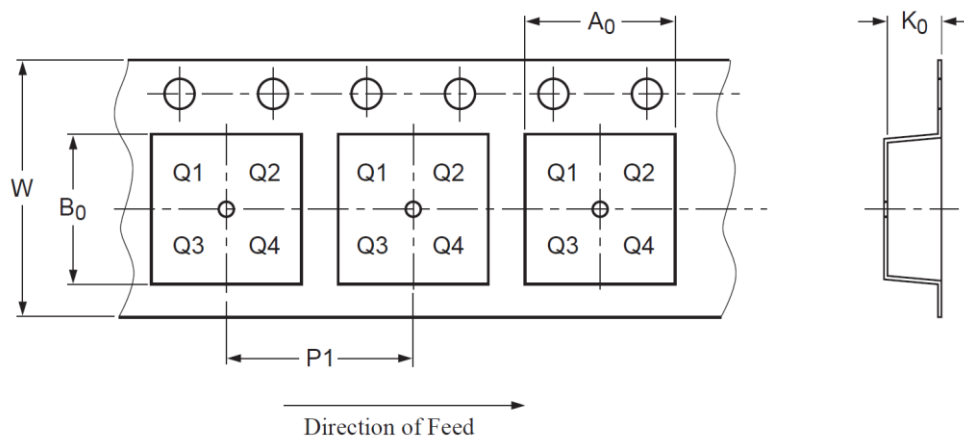 A0
K0
Q1 Q2 Q1 Q2 Q1 Q2
W
B0
Q3 Q4 Q3 Q4 Q3 Q4
P1
Direction of Feed